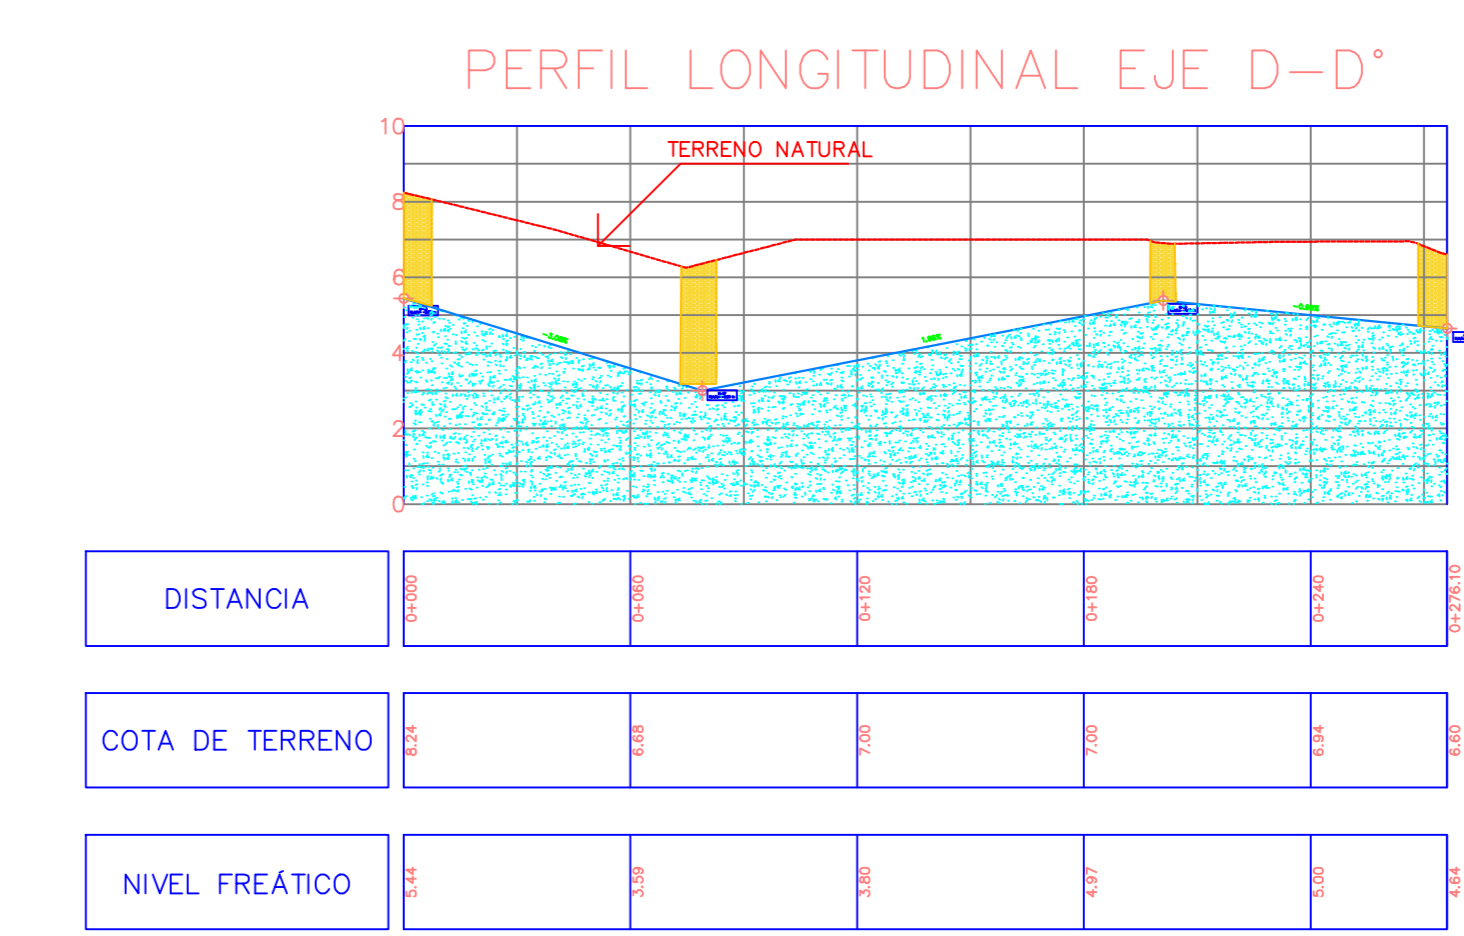 PERFIL LONGITUDINAL EJE D-D°
10
TERRENO NATURAL
8
6
4
2
0
DISTANCIA 0+000 0+060 0+120 0+180 0+240 0+276.10
COTA DE TERRENO 8.24 6.68 7.00 7.00 6.94 6.60
NIVEL FREÁTICO 5.44 3.59 3.80 4.97 5.00 4.64